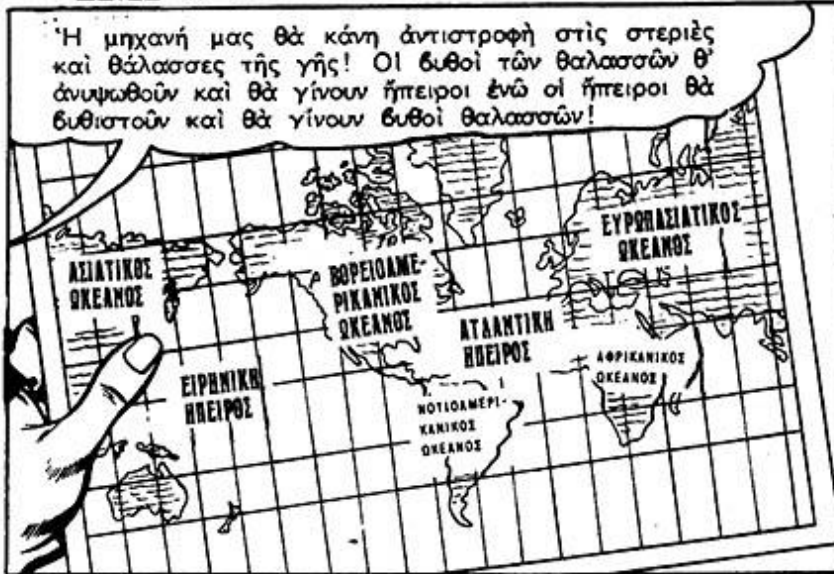 Ἡ μηχανή μας θὰ κάνη ἀντιστροφὴ στὶς στεριὲς
καὶ θάλασσες τῆς γῆς! Οἱ ϐυθοὶ τῶν θαλασσῶν θ'
ἀνυψωθοῦν καὶ θὰ γίνουν ἤπειροι ἐνῶ οἱ ἤπειροι θὰ
ϐυθιστοῦν καὶ θὰ γίνουν ϐυθοὶ θαλασσῶν!
ΑΣΙΑΤΙΚΟΣ
ΩΚΕΑΝΟΣ
ΕΙΡΗΝΙΚΗ
ΗΠΕΙΡΟΣ
ΒΟΡΕΙΟΑΜΕ-
ΡΙΚΑΝΙΚΟΣ
ΩΚΕΑΝΟΣ
ΝΟΤΙΟΑΜΕΡΙ-
ΚΑΝΙΚΟΣ
ΩΚΕΑΝΟΣ
ΑΤΛΑΝΤΙΚΗ
ΗΠΕΙΡΟΣ
ΕΥΡΩΠΑΣΙΑΤΙΚΟΣ
ΩΚΕΑΝΟΣ
ΑΦΡΙΚΑΝΙΚΟΣ
ΩΚΕΑΝΟΣ